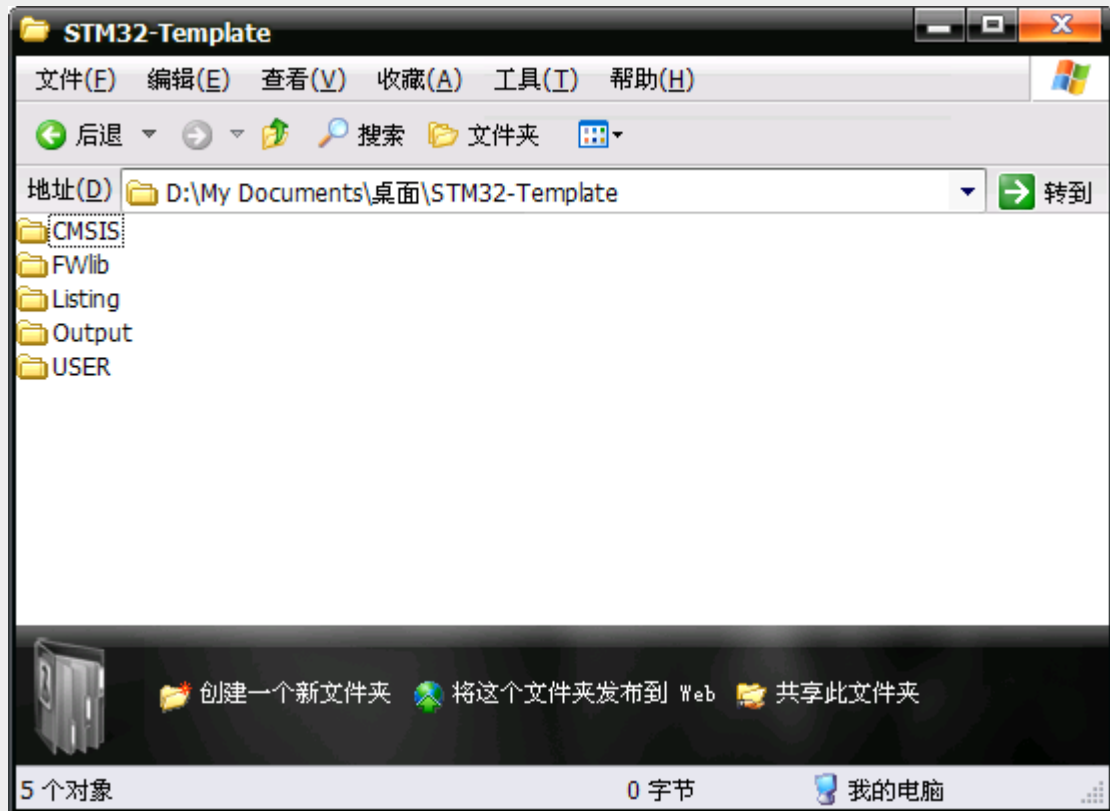 STM32-Template
文件(F) 编辑(E) 查看(V) 收藏(A) 工具(T) 帮助(H)
后退 搜索 文件夹
地址(D) D:\My Documents\桌面\STM32-Template 转到
CMSIS
FWlib
Listing
Output
USER
创建一个新文件夹 将这个文件夹发布到 Web 共享此文件夹
5 个对象 0 字节 我的电脑